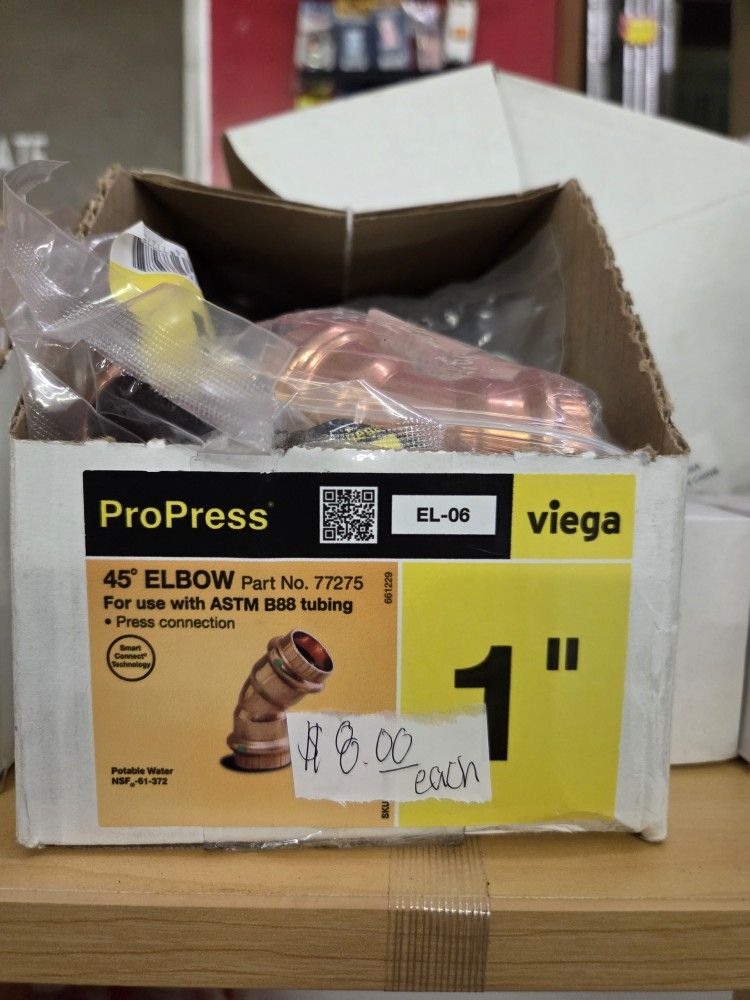 ATE
ProPress®
EL-06
viega
45° ELBOW Part No. 77275
661229
For use with ASTM B88 tubing
• Press connection
Smart
Connect®
Technology
1"
$8.00
each
Potable Water
NSF®-61-372
SKU